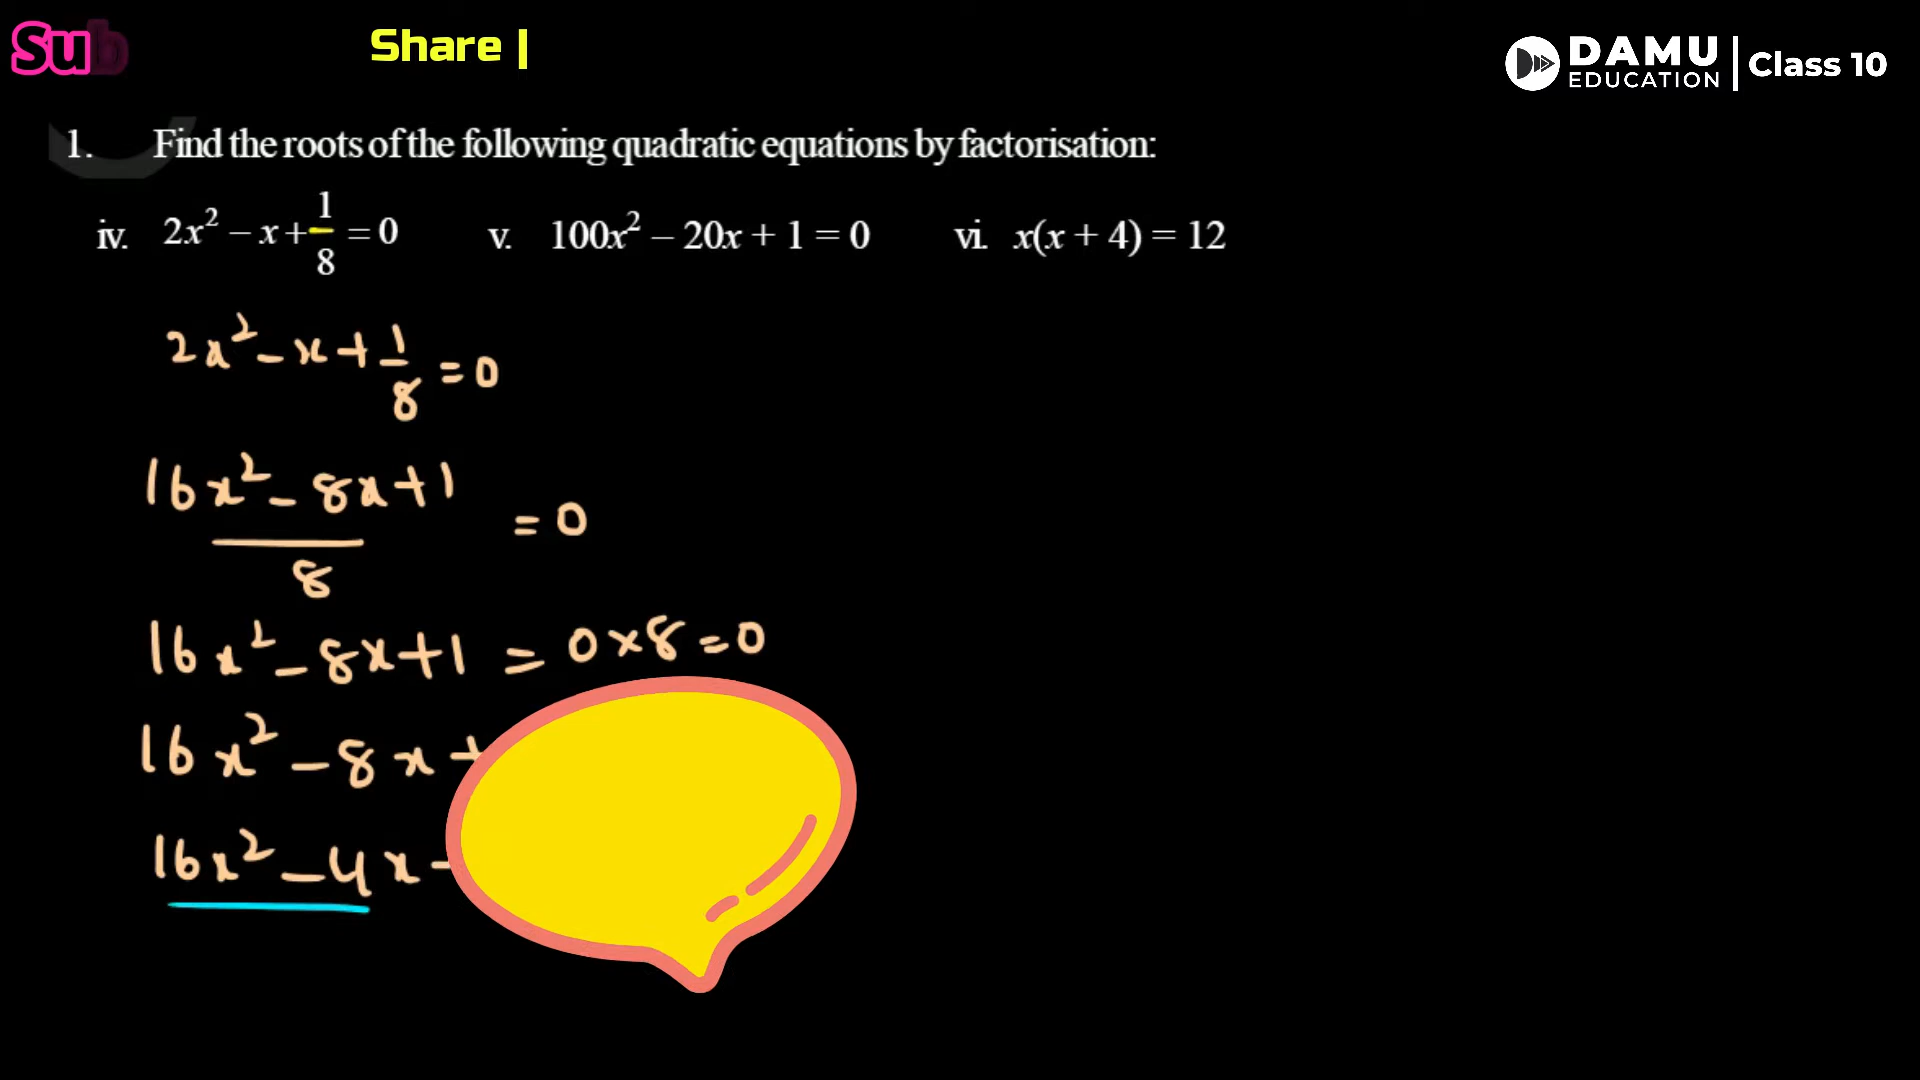 Sub
Share |
DAMU
EDUCATION
Class 10
1. Find the roots of the following quadratic equations by factorisation:
iv. 2x² – x + 1/8 = 0 v. 100x² – 20x + 1 = 0 vi. x(x + 4) = 12
2x² - x + 1/8 = 0
16x² - 8x + 1
= 0
8
16x² - 8x + 1 = 0 × 8 = 0
16x² - 8x +
16x² - 4x -